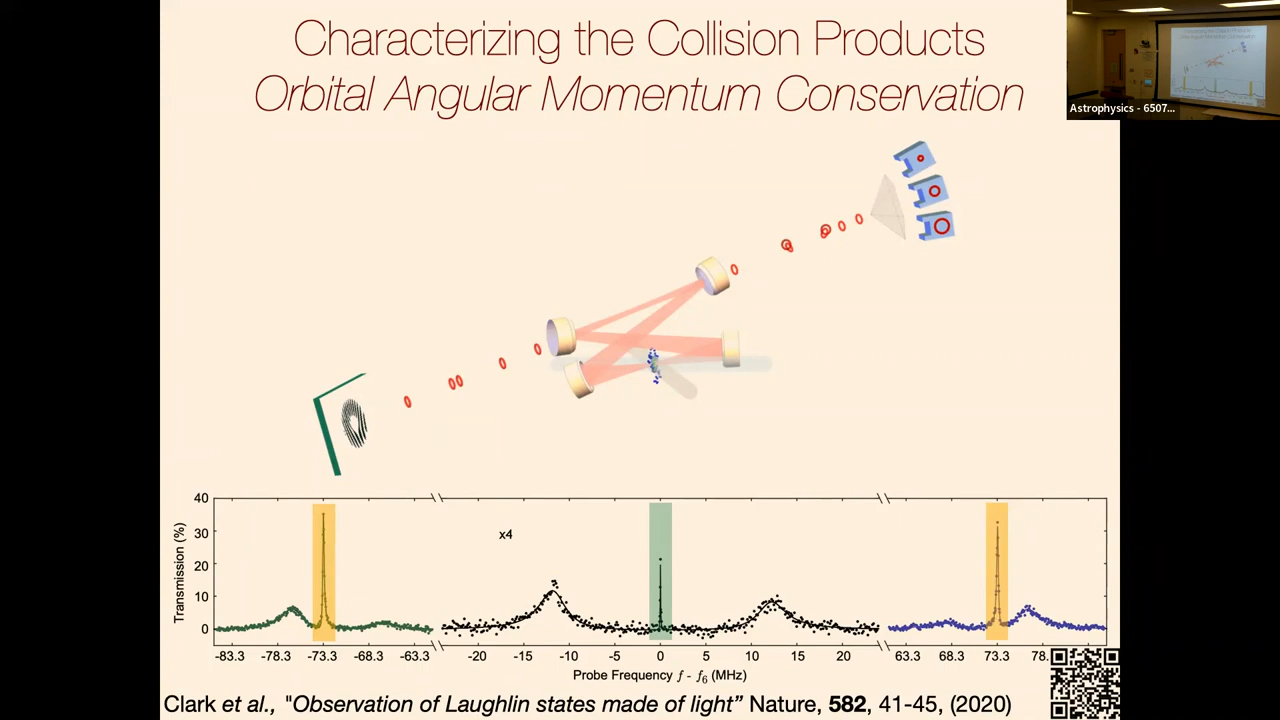 Characterizing the Collision Products
Orbital Angular Momentum Conservation
Astrophysics - 6507...
40
30
20
10
0
Transmission (%)
x4
-83.3 -78.3 -73.3 -68.3 -63.3 -20 -15 -10 -5 0 5 10 15 20 63.3 68.3 73.3 78.
Probe Frequency f - f6 (MHz)
Clark et al., "Observation of Laughlin states made of light” Nature, 582, 41-45, (2020)